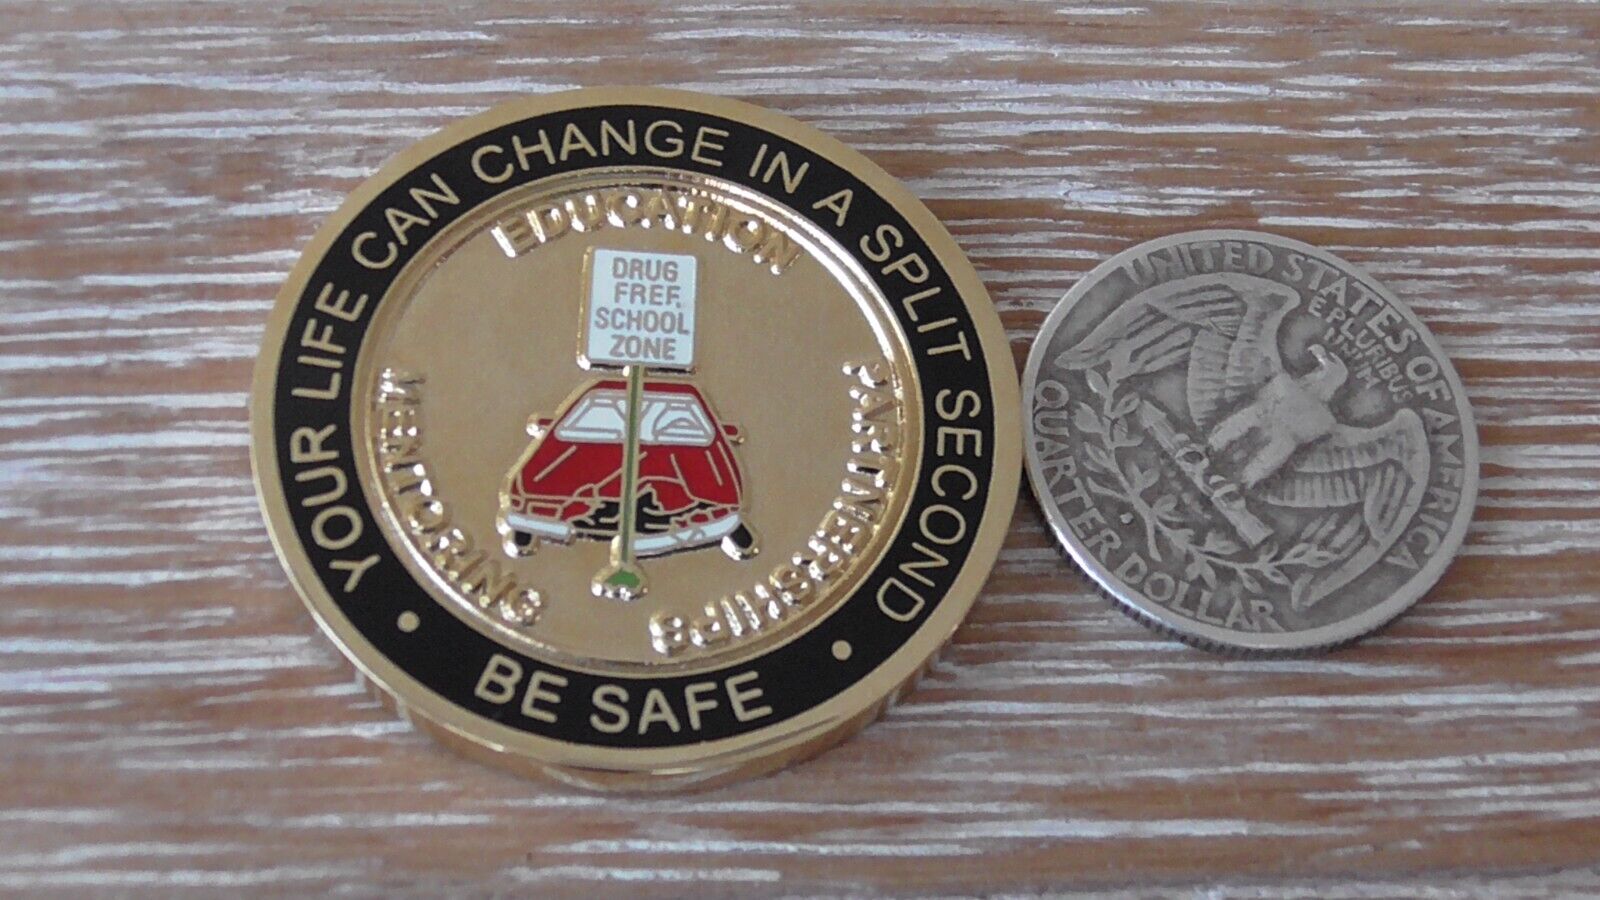 YOUR LIFE CAN CHANGE IN A SPLIT SECOND
BE SAFE
EDUCATION
MENTORING
PARTNERSHIPS
DRUG
FREE
SCHOOL
ZONE
UNITED STATES OF AMERICA
E PLURIBUS
UNUM
QUARTER DOLLAR